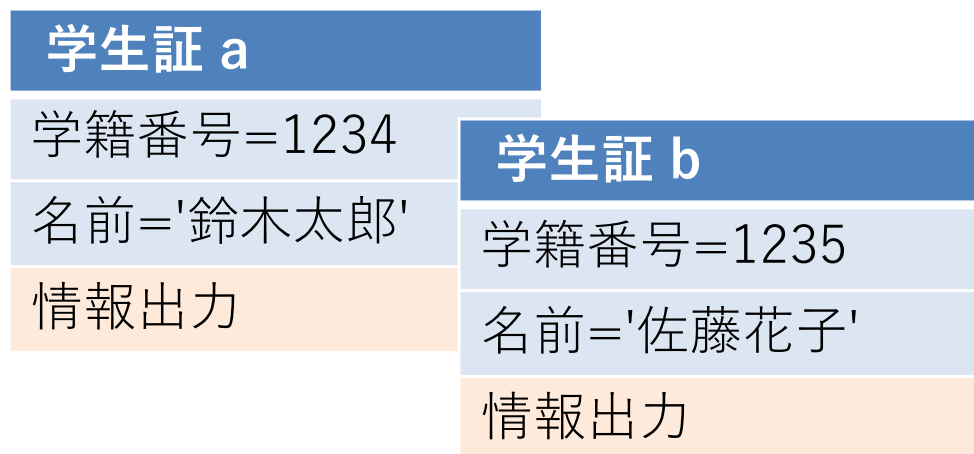 学生証 a
学籍番号=1234
名前='鈴木太郎'
情報出力
学生証 b
学籍番号=1235
名前='佐藤花子'
情報出力